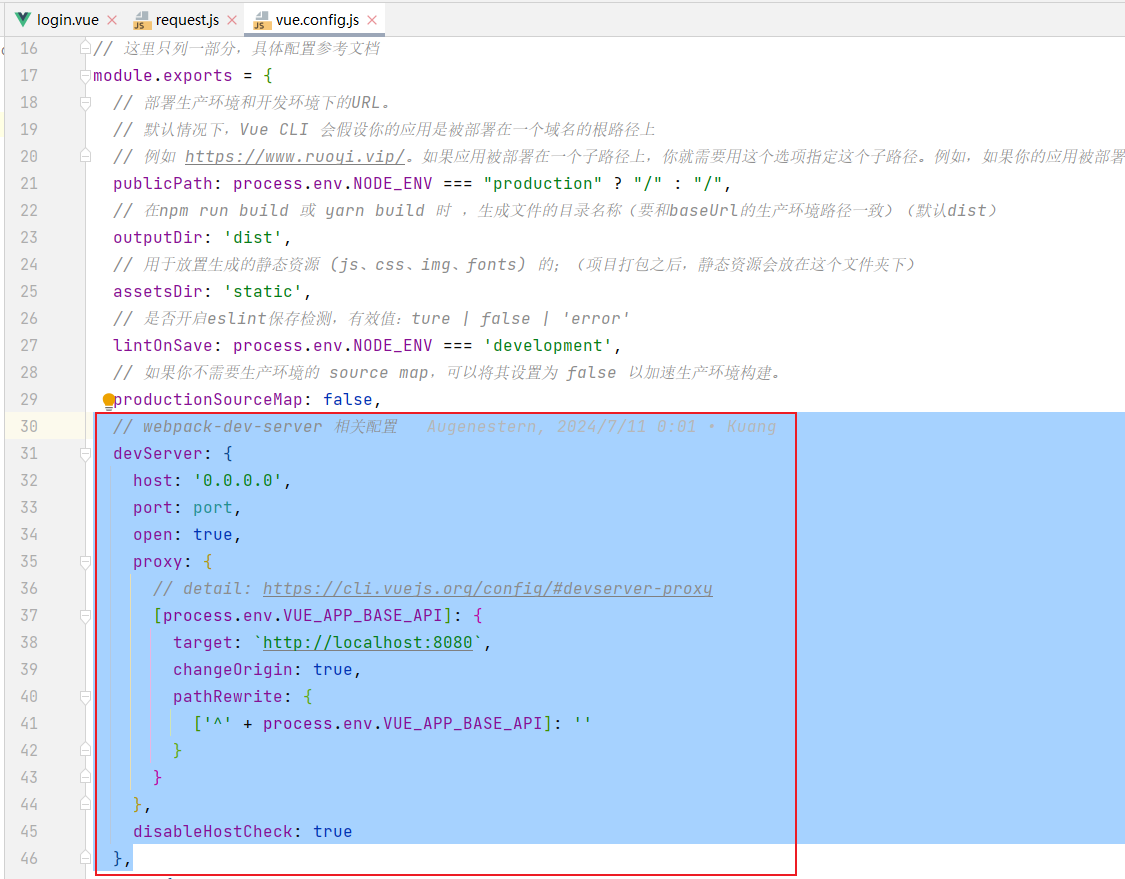 login.vue request.js vue.config.js
16 // 这里只列一部分，具体配置参考文档
17 module.exports = {
18 // 部署生产环境和开发环境下的URL。
19 // 默认情况下，Vue CLI 会假设你的应用是被部署在一个域名的根路径上
20 // 例如 https://www.ruoyi.vip/。如果应用被部署在一个子路径上，你就需要用这个选项指定这个子路径。例如，如果你的应用被部署
21 publicPath: process.env.NODE_ENV === "production" ? "/" : "/",
22 // 在npm run build 或 yarn build 时 ，生成文件的目录名称（要和baseUrl的生产环境路径一致）（默认dist）
23 outputDir: 'dist',
24 // 用于放置生成的静态资源 (js、css、img、fonts) 的；（项目打包之后，静态资源会放在这个文件夹下）
25 assetsDir: 'static',
26 // 是否开启eslint保存检测，有效值：ture | false | 'error'
27 lintOnSave: process.env.NODE_ENV === 'development',
28 // 如果你不需要生产环境的 source map，可以将其设置为 false 以加速生产环境构建。
29 productionSourceMap: false,
30 // webpack-dev-server 相关配置 Augenestern, 2024/7/11 0:01 • Kuang
31 devServer: {
32 host: '0.0.0.0',
33 port: port,
34 open: true,
35 proxy: {
36 // detail: https://cli.vuejs.org/config/#devserver-proxy
37 [process.env.VUE_APP_BASE_API]: {
38 target: `http://localhost:8080`,
39 changeOrigin: true,
40 pathRewrite: {
41 ['^' + process.env.VUE_APP_BASE_API]: ''
42 }
43 }
44 },
45 disableHostCheck: true
46 },